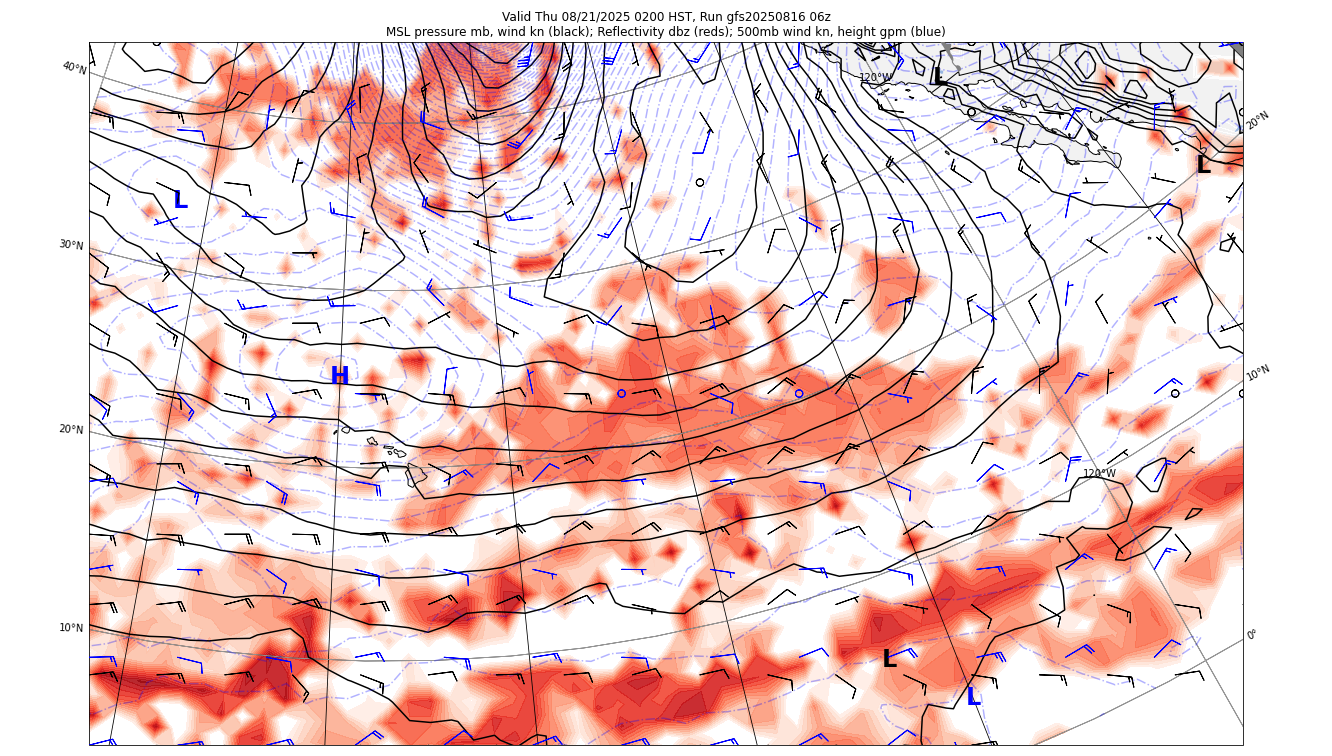 Valid Thu 08/21/2025 0200 HST, Run gfs20250816 06z
MSL pressure mb, wind kn (black); Reflectivity dbz (reds); 500mb wind kn, height gpm (blue)
40°N
120°W
L
20°N
L
L
30°N
H
10°N
20°N
120°W
10°N
0°
L
L